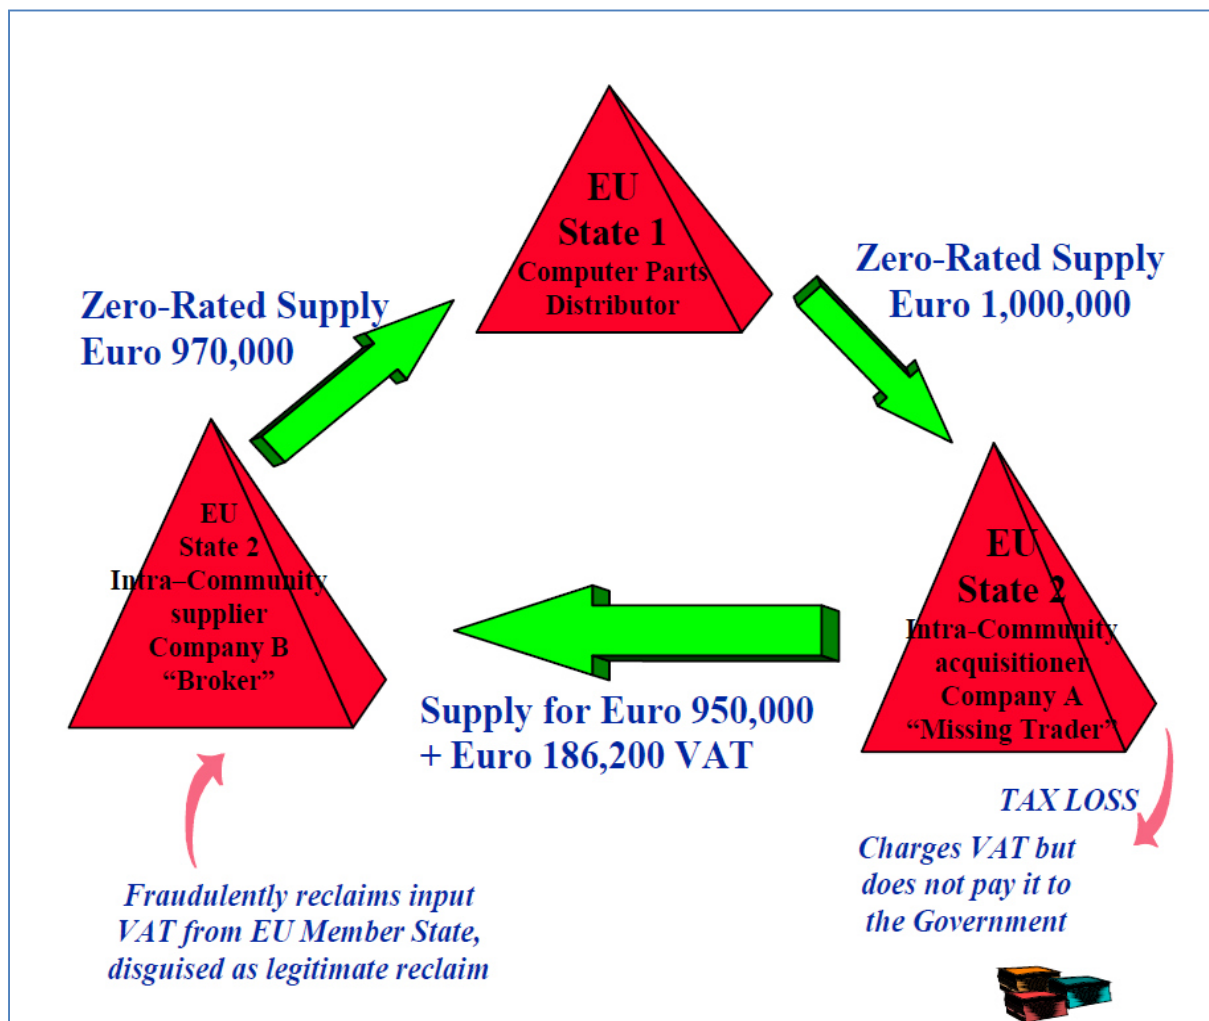 EU
State 1
Computer Parts
Distributor
Zero-Rated Supply
Euro 1,000,000
Zero-Rated Supply
Euro 970,000
EU
State 2
Intra–Community
supplier
Company B
“Broker”
EU
State 2
Intra-Community
acquisitioner
Company A
“Missing Trader”
Supply for Euro 950,000
+ Euro 186,200 VAT
TAX LOSS
Charges VAT but
does not pay it to
the Government
Fraudulently reclaims input
VAT from EU Member State,
disguised as legitimate reclaim